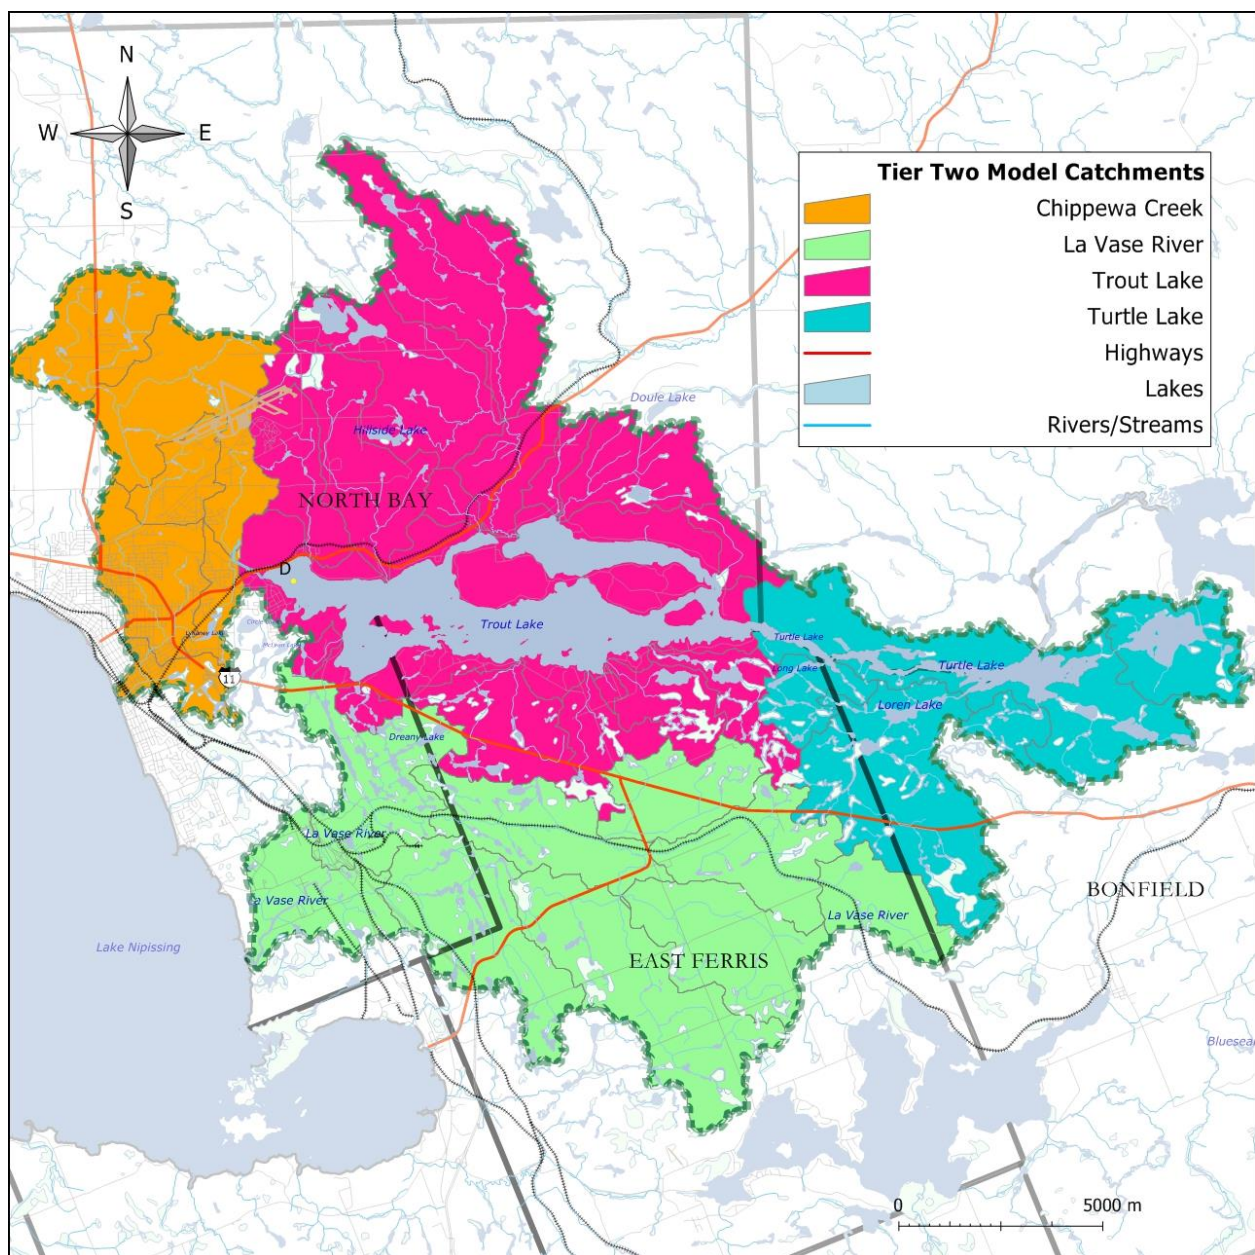 N
W
E
S
Tier Two Model Catchments
Chippewa Creek
La Vase River
Trout Lake
Turtle Lake
Highways
Lakes
Rivers/Streams
Doule Lake
Hillside Lake
NORTH BAY
D
Trout Lake
Turtle Lake
Turtle Lake
Long Lake
Loren Lake
11
Dreany Lake
La Vase River
BONFIELD
La Vase River
La Vase River
Lake Nipissing
EAST FERRIS
0
5000 m